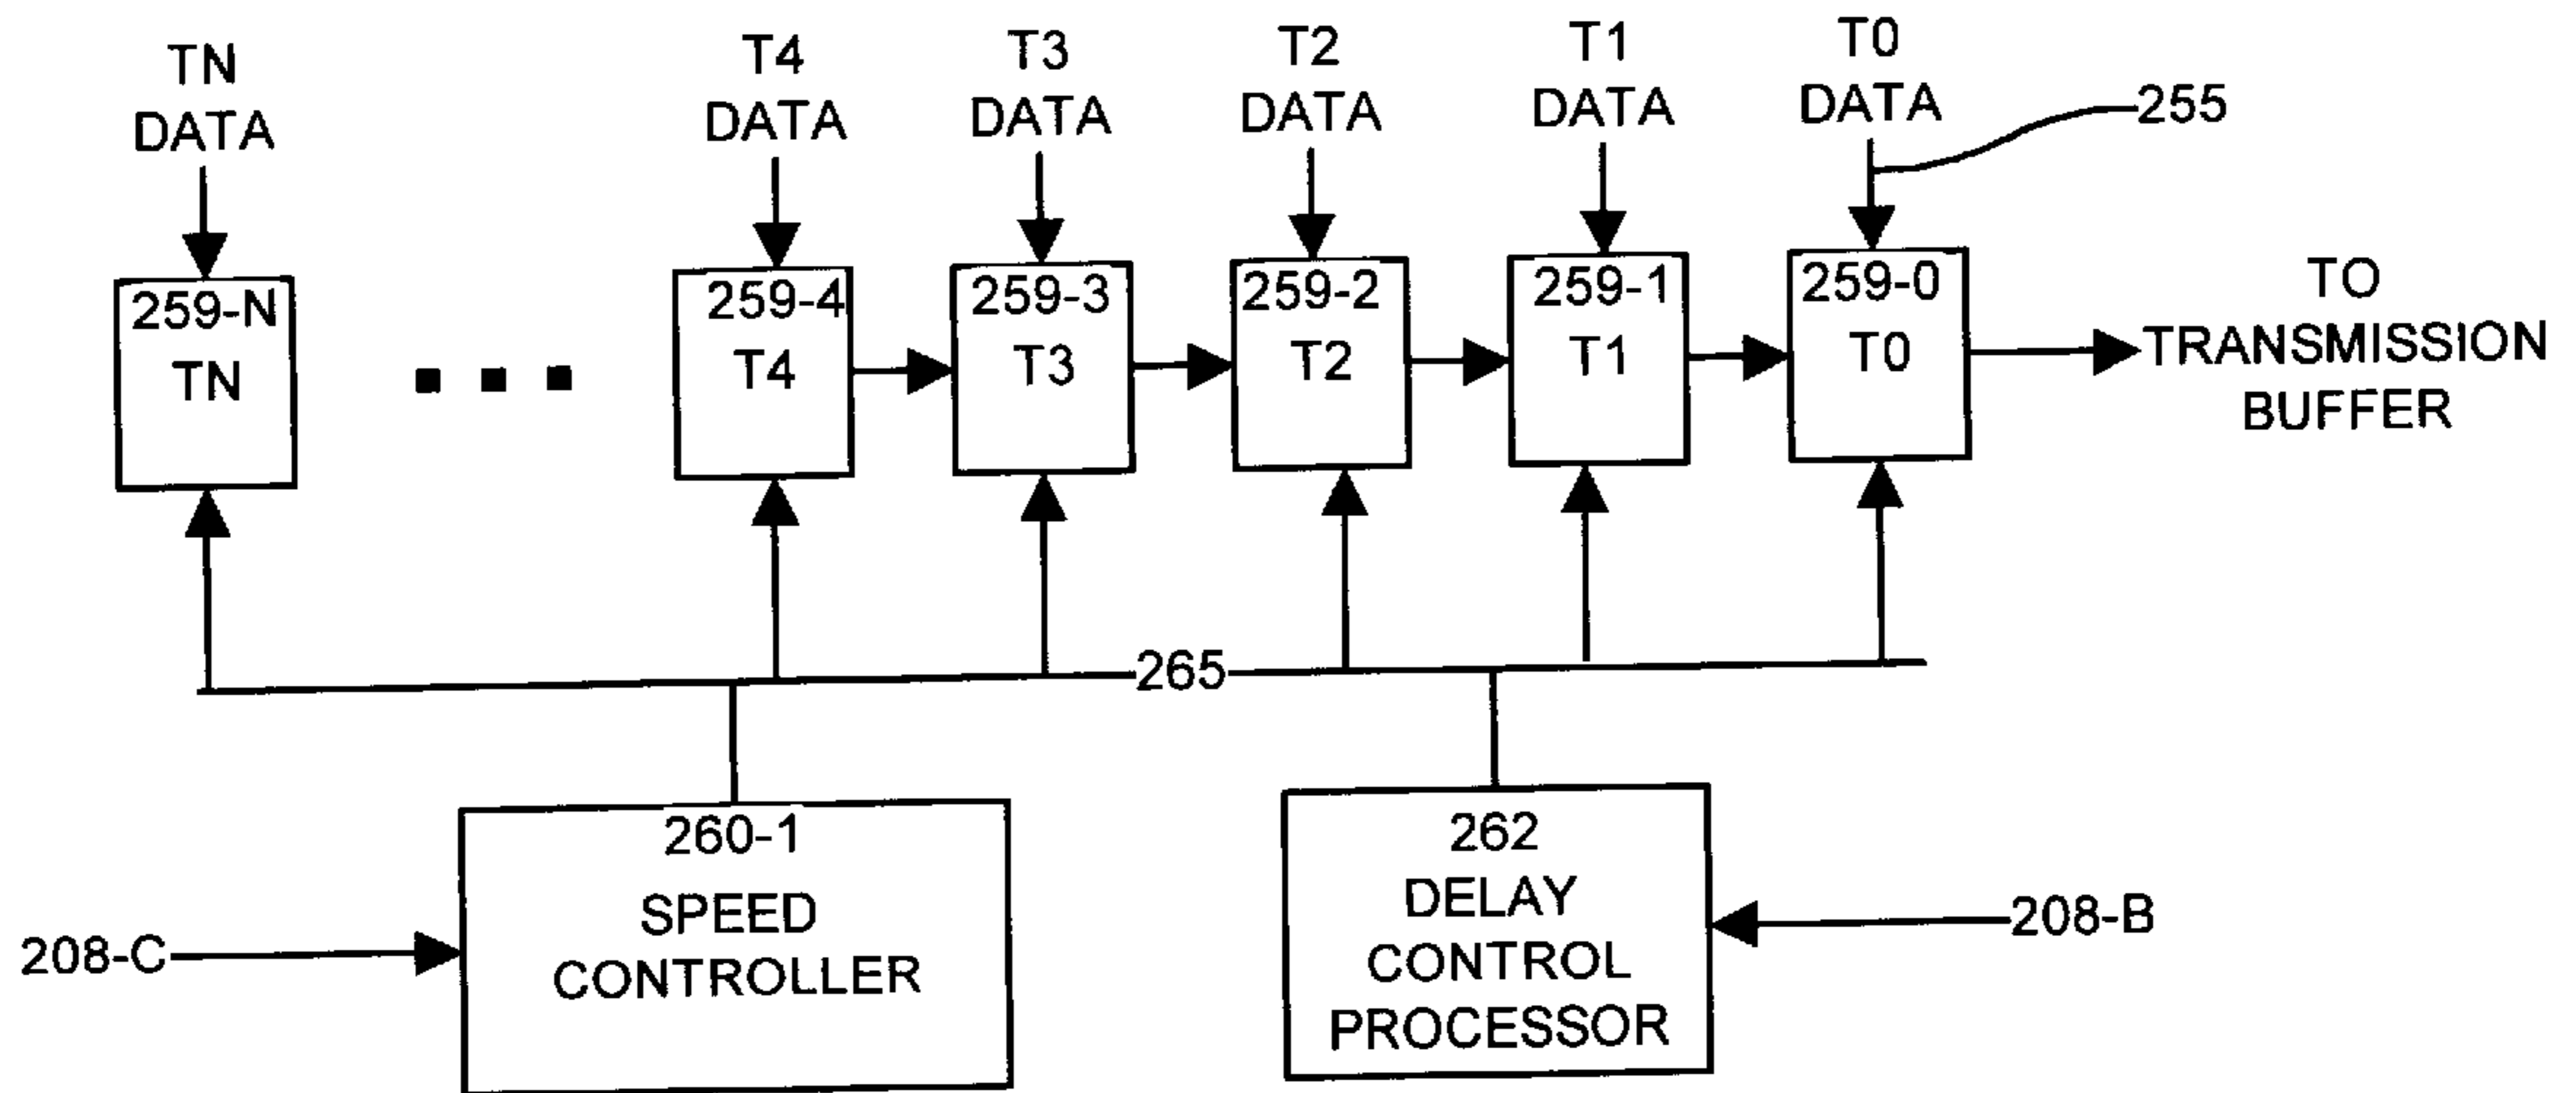 TN
DATA
T4
DATA
T3
DATA
T2
DATA
T1
DATA
T0
DATA
255
259-N
TN
259-4
T4
259-3
T3
259-2
T2
259-1
T1
259-0
T0
TO
TRANSMISSION
BUFFER
265
260-1
SPEED
CONTROLLER
208-C
262
DELAY
CONTROL
PROCESSOR
208-B